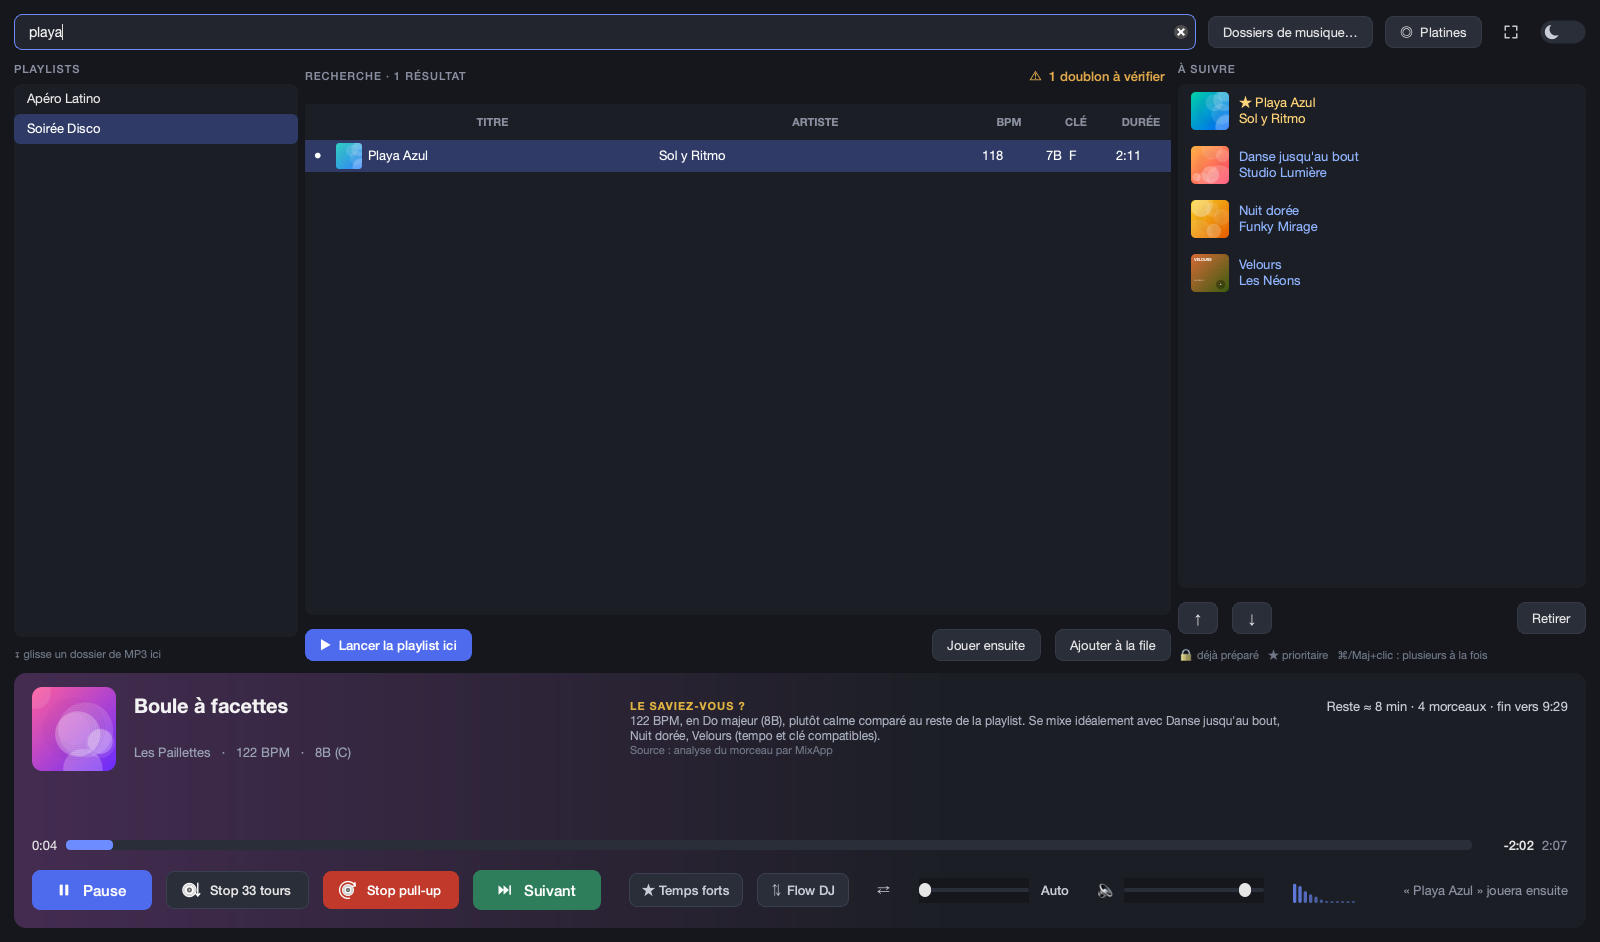 playa
Dossiers de musique…
Platines
PLAYLISTS
Apéro Latino
Soirée Disco
glisse un dossier de MP3 ici
RECHERCHE · 1 RÉSULTAT
⚠ 1 doublon à vérifier
TITRE ARTISTE BPM CLÉ DURÉE
Playa Azul Sol y Ritmo 118 7B F 2:11
Lancer la playlist ici
Jouer ensuite
Ajouter à la file
À SUIVRE
★ Playa Azul
Sol y Ritmo
Danse jusqu'au bout
Studio Lumière
Nuit dorée
Funky Mirage
VELOURS
Velours
Les Néons
↑ ↓ Retirer
🔒 déjà préparé ★ prioritaire ⌘/Maj+clic : plusieurs à la fois
Boule à facettes
Les Paillettes · 122 BPM · 8B (C)
LE SAVIEZ-VOUS ?
122 BPM, en Do majeur (8B), plutôt calme comparé au reste de la playlist. Se mixe idéalement avec Danse jusqu'au bout,
Nuit dorée, Velours (tempo et clé compatibles).
Source : analyse du morceau par MixApp
Reste ≈ 8 min · 4 morceaux · fin vers 9:29
0:04 -2:02 2:07
Pause
Stop 33 tours
Stop pull-up
Suivant
★ Temps forts
Flow DJ
Auto
« Playa Azul » jouera ensuite